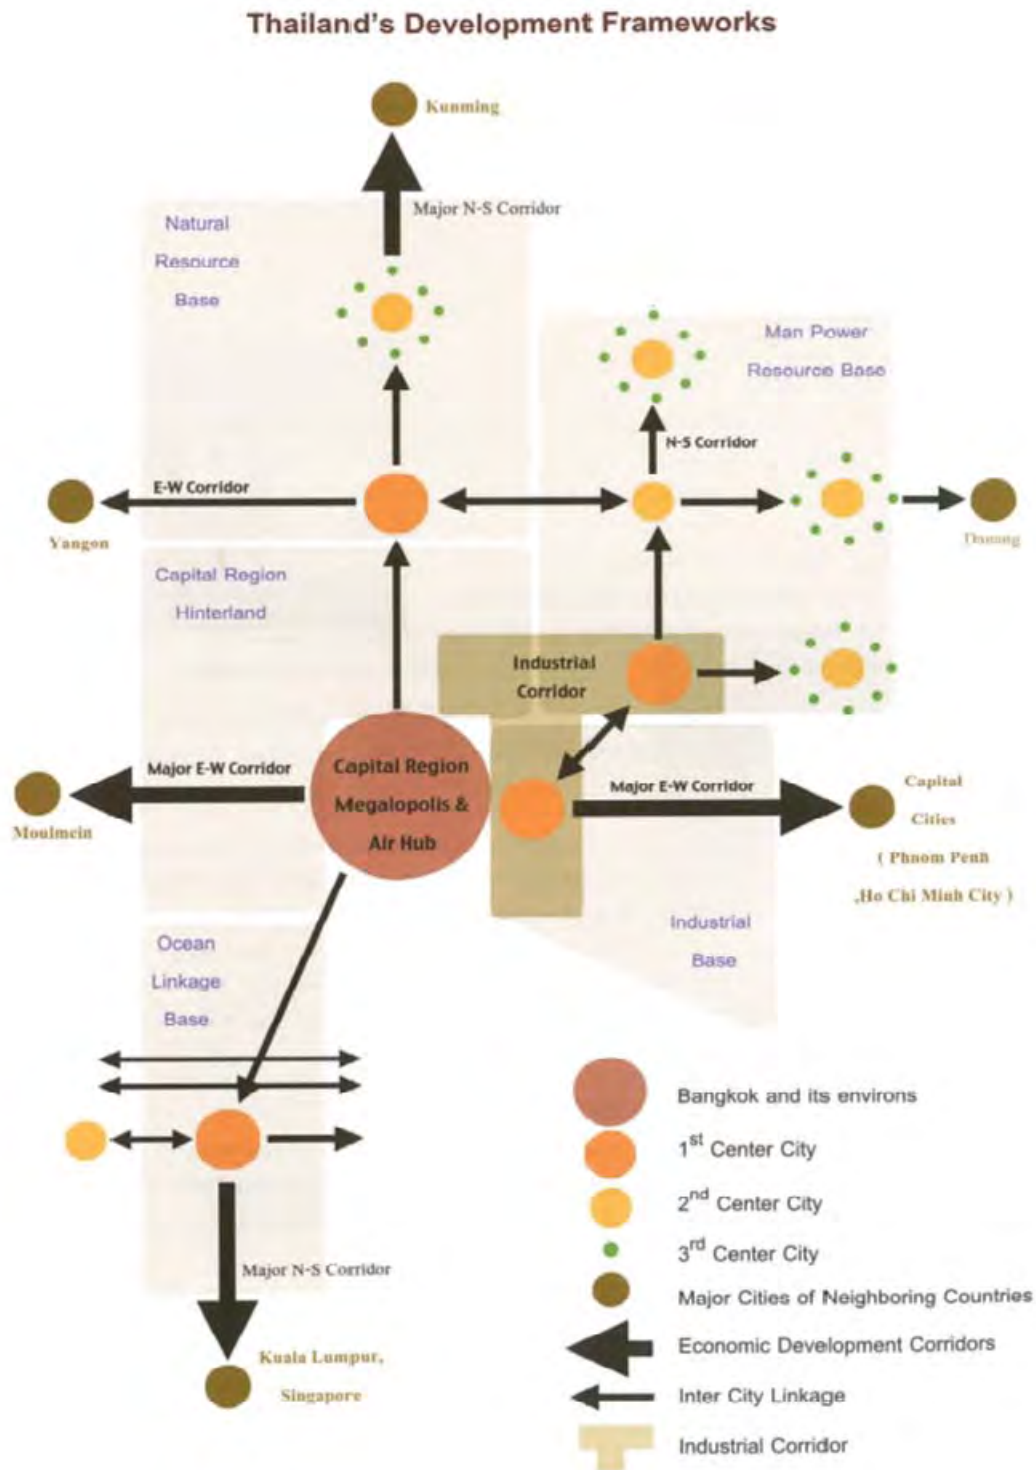 Thailand's Development Frameworks
Kunming
Major N-S Corridor
Natural
Resource
Base
Man Power
Resource Base
N-S Corridor
E-W Corridor
Yangon
Danang
Capital Region
Hinterland
Industrial
Corridor
Major E-W Corridor
Moulmein
Capital Region
Megalopolis &
Air Hub
Major E-W Corridor
Capital
Cities
( Phnom Penh
,Ho Chi Minh City )
Industrial
Base
Ocean
Linkage
Base
Major N-S Corridor
Kuala Lumpur,
Singapore
Bangkok and its environs
1st Center City
2nd Center City
3rd Center City
Major Cities of Neighboring Countries
Economic Development Corridors
Inter City Linkage
Industrial Corridor